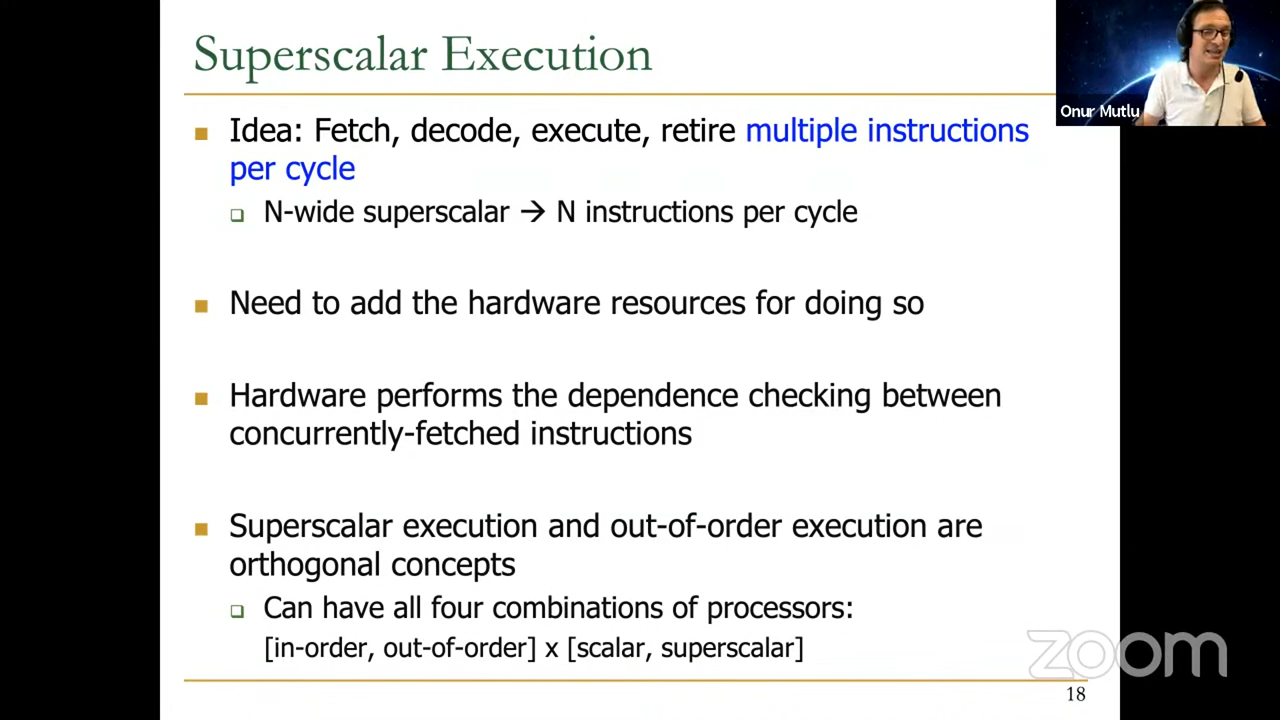 Superscalar Execution
Onur Mutlu
Idea: Fetch, decode, execute, retire multiple instructions
per cycle
N-wide superscalar → N instructions per cycle
Need to add the hardware resources for doing so
Hardware performs the dependence checking between
concurrently-fetched instructions
Superscalar execution and out-of-order execution are
orthogonal concepts
Can have all four combinations of processors:
[in-order, out-of-order] x [scalar, superscalar]
zoom
18